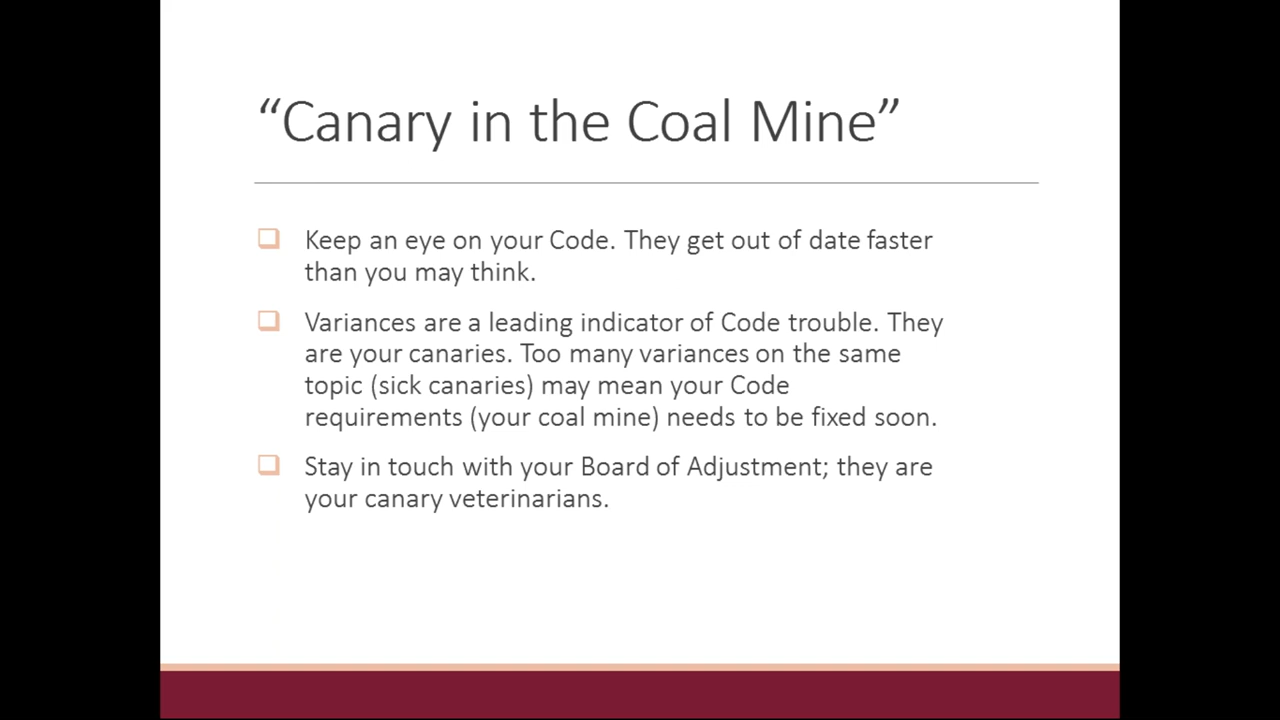 “Canary in the Coal Mine”
Keep an eye on your Code. They get out of date faster
than you may think.
Variances are a leading indicator of Code trouble. They
are your canaries. Too many variances on the same
topic (sick canaries) may mean your Code
requirements (your coal mine) needs to be fixed soon.
Stay in touch with your Board of Adjustment; they are
your canary veterinarians.